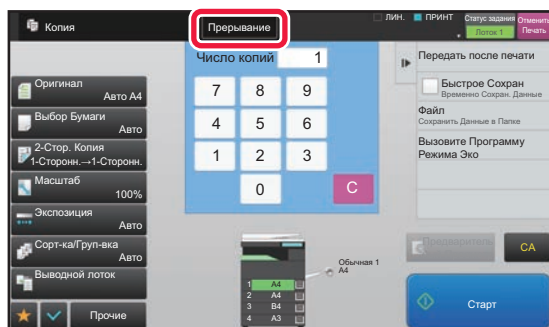 Копия
Прерывание
ЛИН.
ПРИНТ
Статус задания
Лоток 1
Отменить
Печать
Число копий 1
7 8 9
4 5 6
1 2 3
0 C
Оригинал
Авто A4
Выбор Бумаги
Авто
2-Стор. Копия
1-Сторонн.→1-Сторонн.
Масштаб
100%
Экспозиция
Авто
Сорт-ка/Груп-вка
Авто
Выводной лоток
Прочие
1 A4
2 A4
3 B4
4 A3
Обычная 1
A4
Передать после печати
Быстрое Сохран
Временно Сохран. Данные
Файл
Сохранить Данные в Папке
Вызовите Программу
Режима Эко
CA
Старт